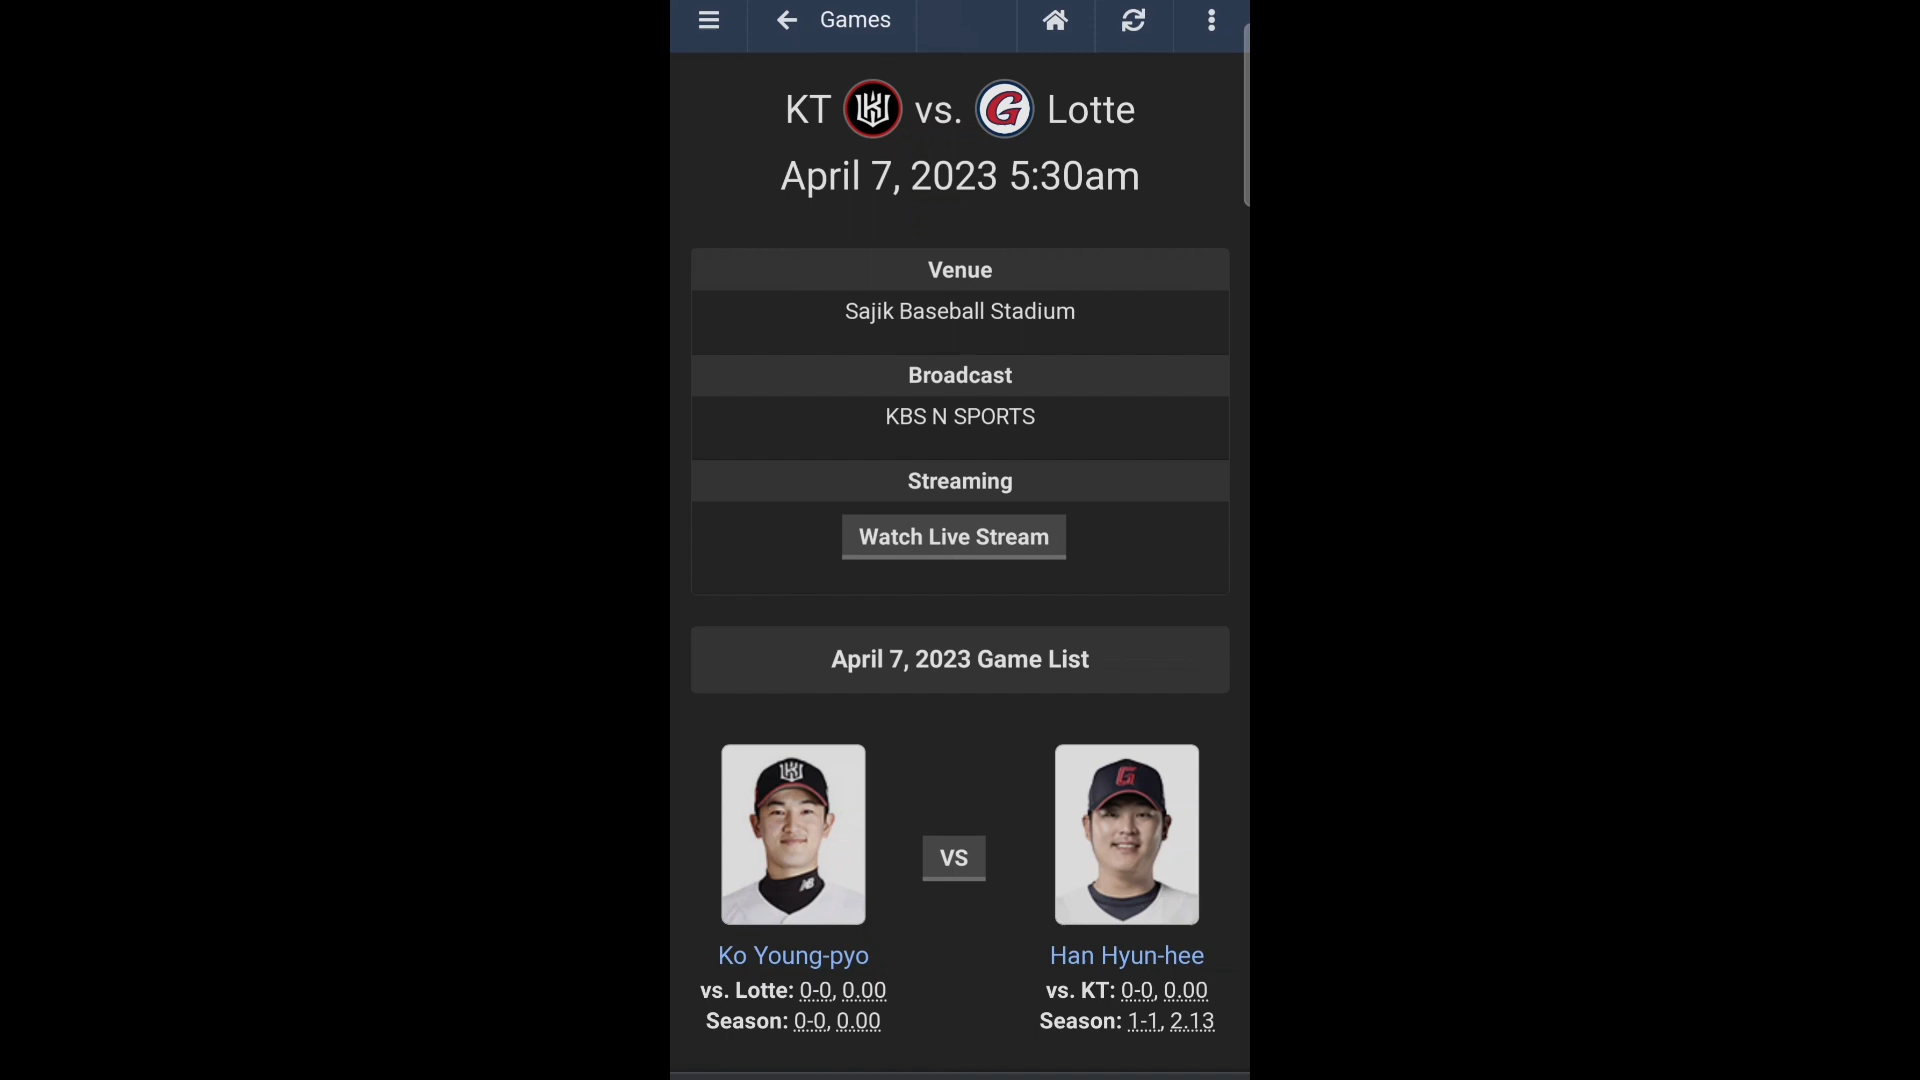 Games
KT vs. G Lotte
April 7, 2023 5:30am
Venue
Sajik Baseball Stadium
Broadcast
KBS N SPORTS
Streaming
Watch Live Stream
April 7, 2023 Game List
G
VS
Ko Young-pyo Han Hyun-hee
vs. Lotte: 0-0, 0.00 vs. KT: 0-0, 0.00
Season: 0-0, 0.00 Season: 1-1, 2.13